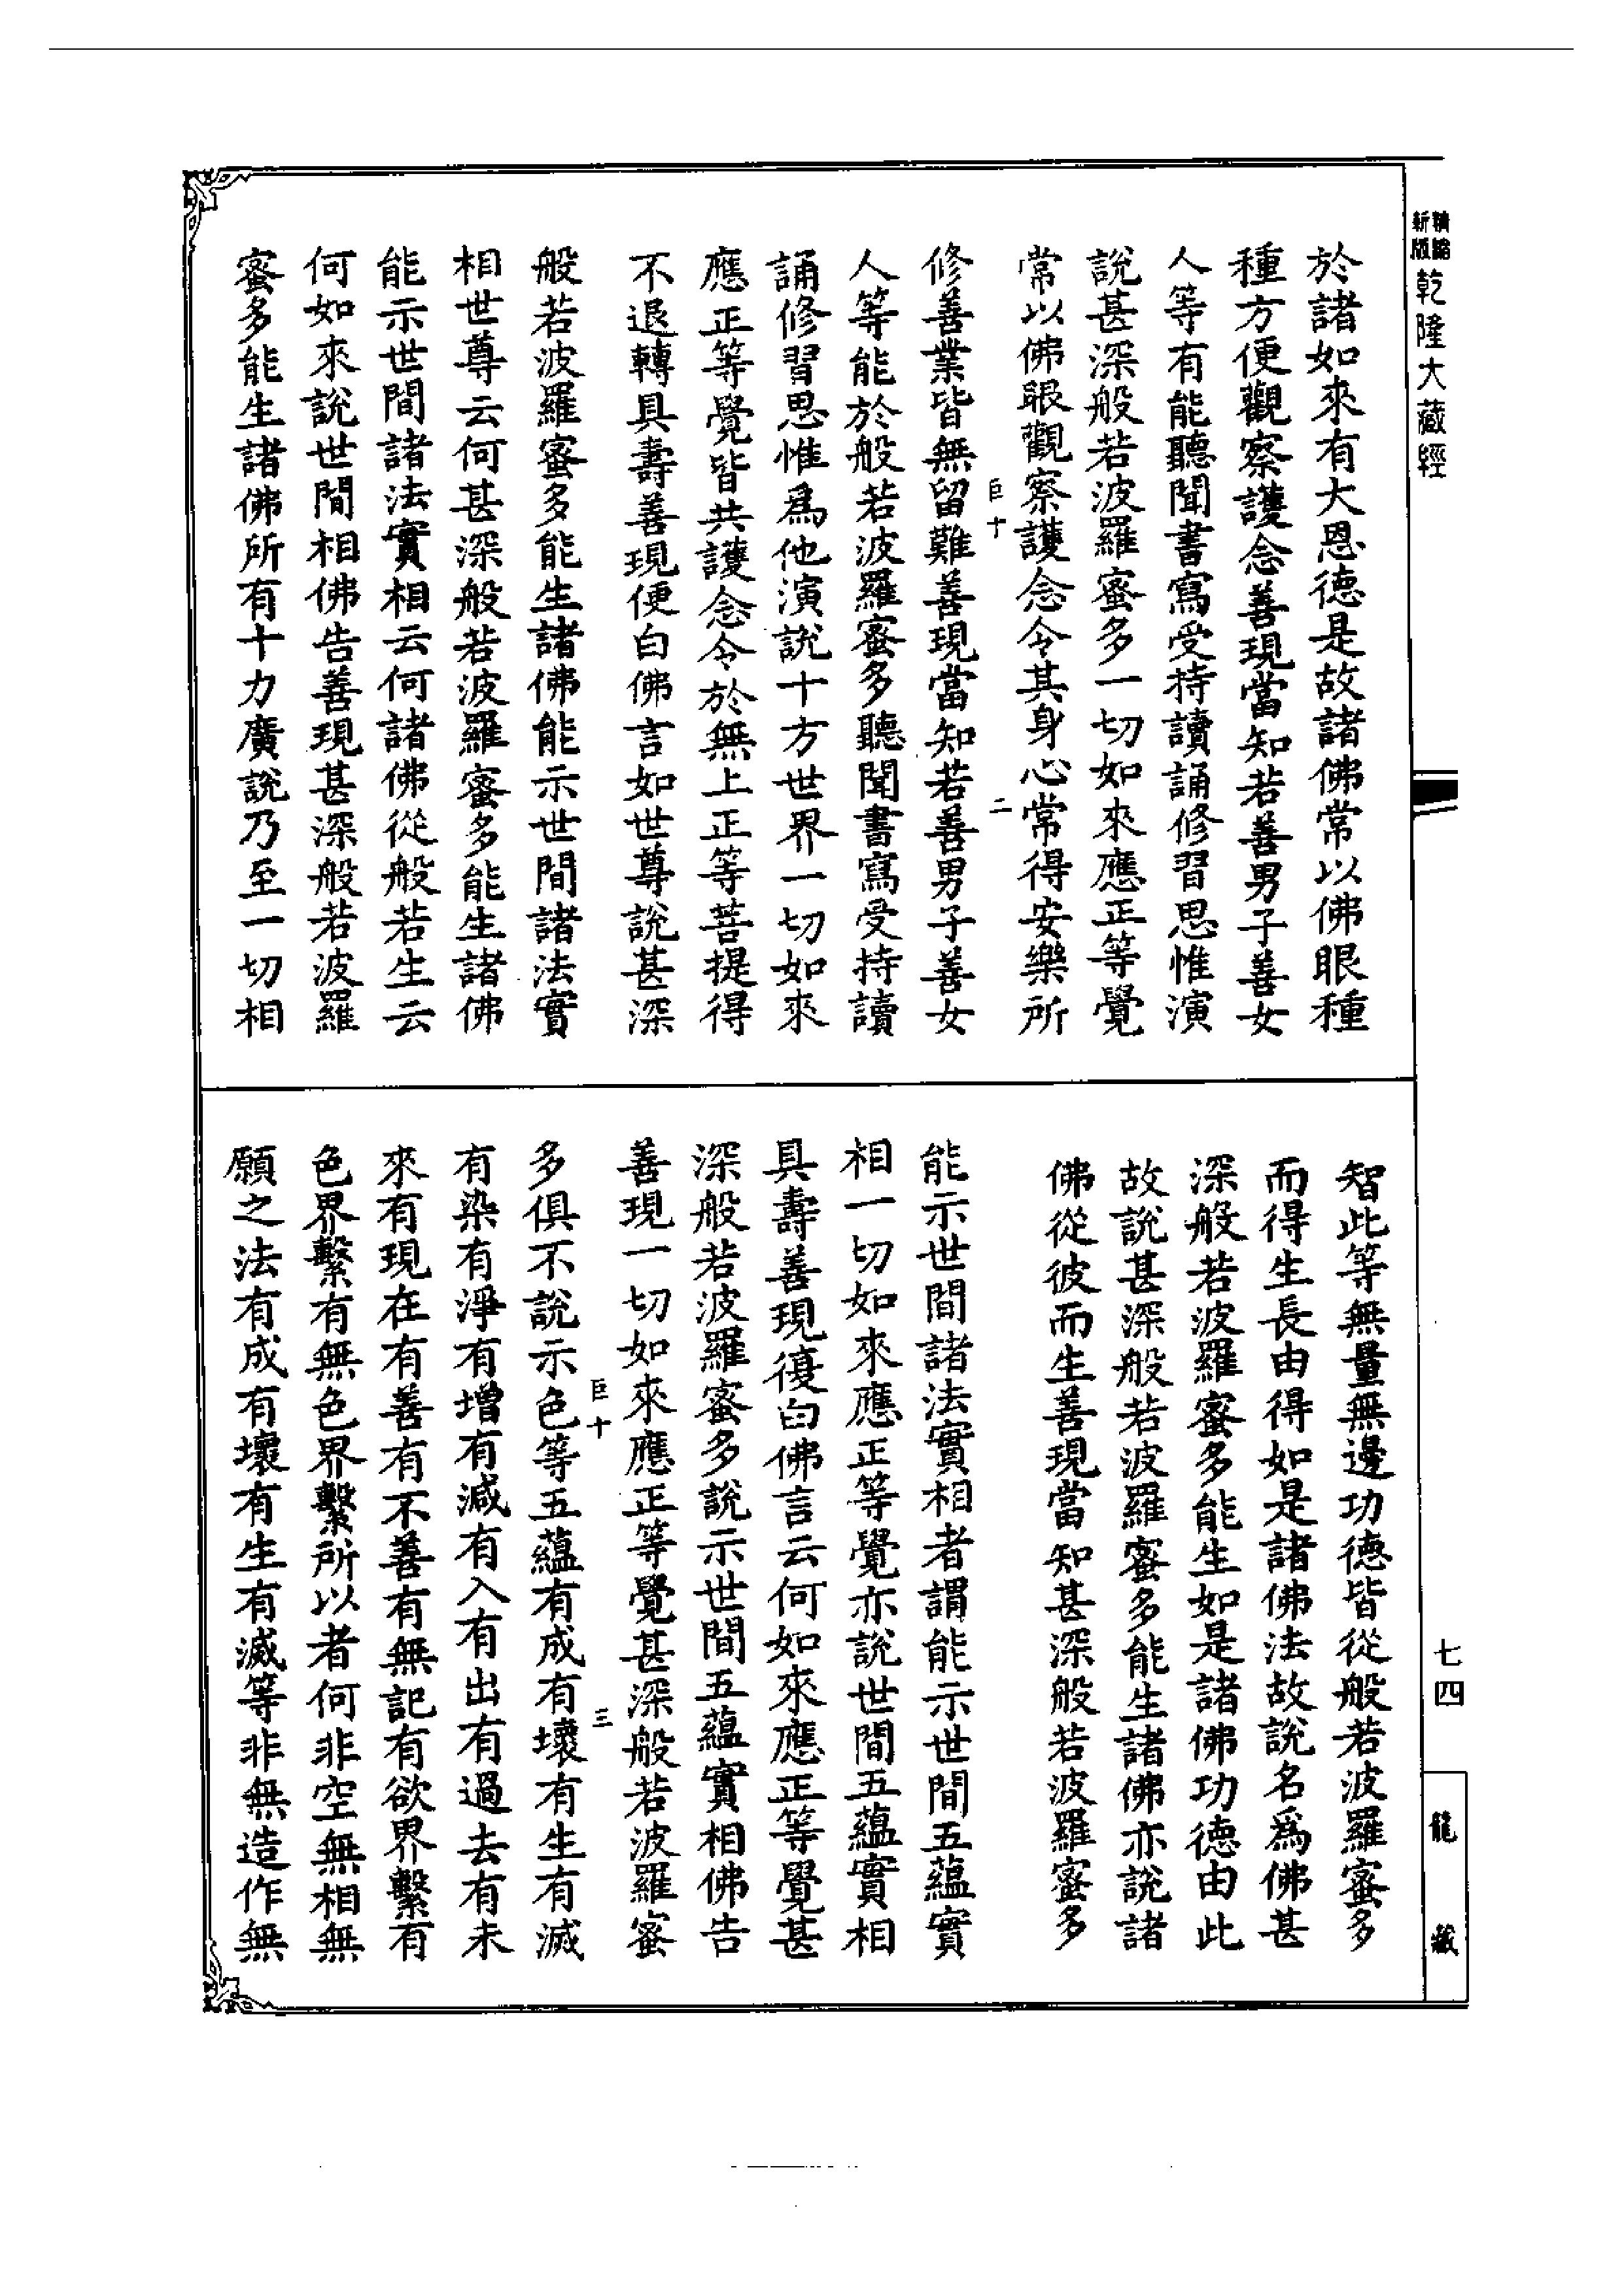 精縮新版
乾隆大藏經
於諸如來有大恩德是故諸佛常以佛眼種
種方便觀察護念善現當知若善男子善女
人等有能聽聞書寫受持讀誦修習思惟演
說甚深般若波羅蜜多一切如來應正等覺
常以佛眼觀察護念令其身心常得安樂所
巨十 二
修善業皆無留難善現當知若善男子善女
人等能於般若波羅蜜多聽聞書寫受持讀
誦修習思惟為他演說十方世界一切如來
應正等覺皆共護念令於無上正等菩提得
不退轉具壽善現便白佛言如世尊說甚深
般若波羅蜜多能生諸佛能示世間諸法實
相世尊云何甚深般若波羅蜜多能生諸佛
能示世間諸法實相云何諸佛從般若生云
何如來說世間相佛告善現甚深般若波羅
蜜多能生諸佛所有十力廣說乃至一切相
智此等無量無邊功德皆從般若波羅蜜多
而得生長由得如是諸佛法故說名為佛甚
深般若波羅蜜多能生如是諸佛功德由此
故說甚深般若波羅蜜多能生諸佛亦說諸
佛從彼而生善現當知甚深般若波羅蜜多
能示世間諸法實相者謂能示世間五蘊實
相一切如來應正等覺亦說世間五蘊實相
具壽善現復白佛言云何如來應正等覺甚
深般若波羅蜜多說示世間五蘊實相佛告
善現一切如來應正等覺甚深般若波羅蜜
巨十 三
多俱不說示色等五蘊有成有壞有生有滅
有染有淨有增有減有入有出有過去有未
來有現在有善有不善有無記有欲界繫有
色界繫有無色界繫所以者何非空無相無
願之法有成有壞有生有滅等非無造作無
七四
龍藏